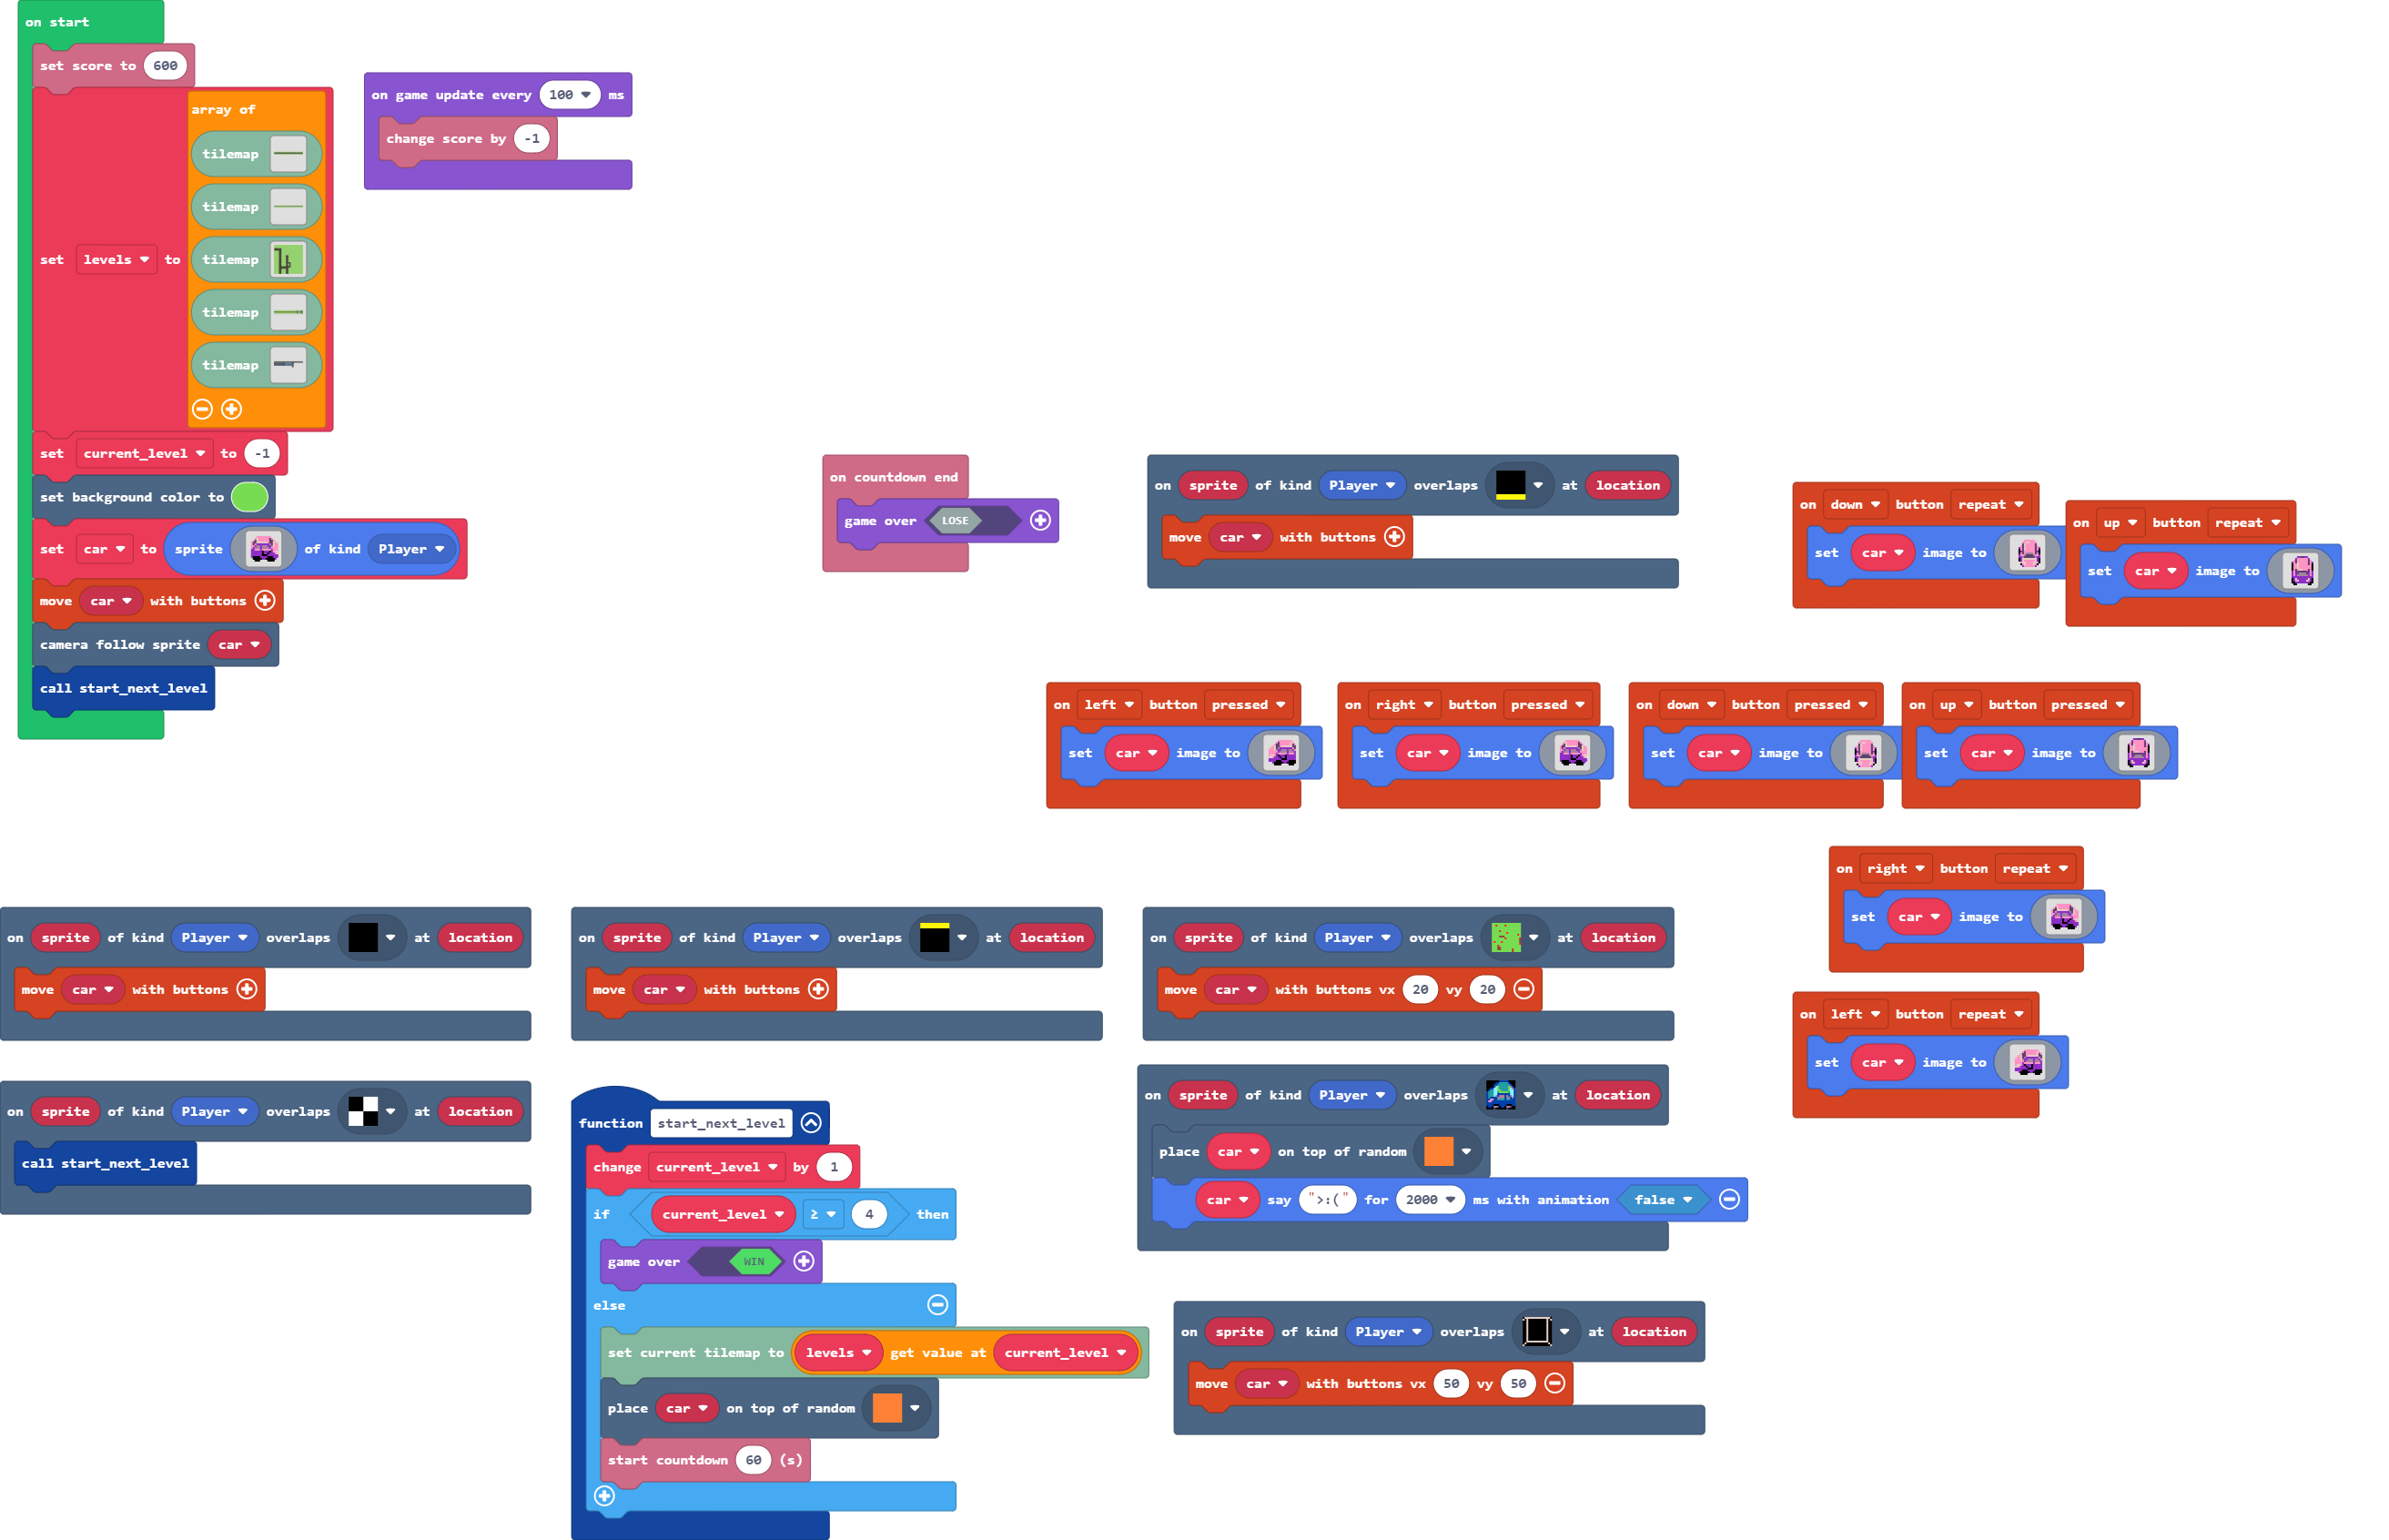 on start
set score to 600
set levels to
array of
tilemap
tilemap
tilemap
tilemap
tilemap
set current_level to -1
set background color to
set car to sprite of kind Player
move car with buttons
camera follow sprite car
call start_next_level
on game update every 100 ms
change score by -1
on countdown end
game over LOSE
on sprite of kind Player overlaps at location
move car with buttons
on down button repeat
set car image to
on up button repeat
set car image to
on left button pressed
set car image to
on right button pressed
set car image to
on down button pressed
set car image to
on up button pressed
set car image to
on right button repeat
set car image to
on left button repeat
set car image to
on sprite of kind Player overlaps at location
move car with buttons
on sprite of kind Player overlaps at location
move car with buttons
on sprite of kind Player overlaps at location
move car with buttons vx 20 vy 20
on sprite of kind Player overlaps at location
call start_next_level
function start_next_level
change current_level by 1
if current_level ≥ 4 then
game over WIN
else
set current tilemap to levels get value at current_level
place car on top of random
start countdown 60 (s)
on sprite of kind Player overlaps at location
place car on top of random
car say ">:(" for 2000 ms with animation false
on sprite of kind Player overlaps at location
move car with buttons vx 50 vy 50